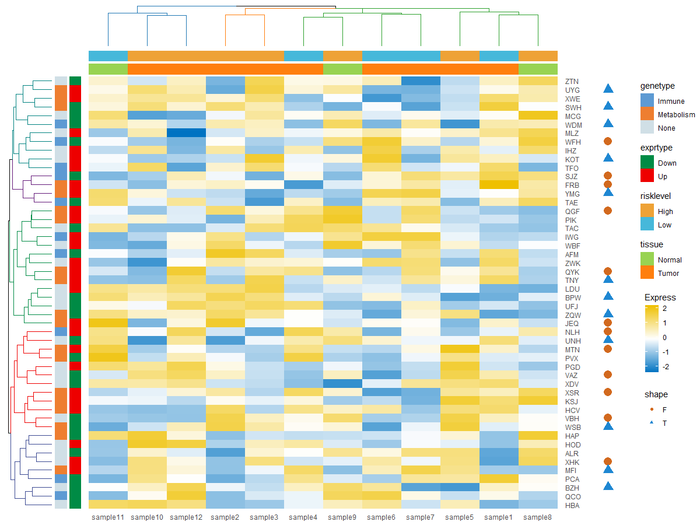 ZTN
UYG
XWE
SWH
MCG
WDM
MLZ
WFH
IHZ
KOT
TFO
SJZ
FRB
YMG
TAE
QGF
PIK
TAC
IWG
WBF
AFM
ZWK
QYK
TNY
LDU
BPW
UFJ
ZQW
JEQ
NLH
UNH
MTN
PVX
PGD
VAZ
XDV
XSR
KSJ
HCV
VBH
WSB
HAP
HOD
ALR
XHK
MFI
PCA
BZH
QCO
HBA
sample11 sample10 sample12 sample2 sample3 sample4 sample9 sample6 sample7 sample5 sample1 sample8
genetype
Immune
Metabolism
None
exprtype
Down
Up
risklevel
High
Low
tissue
Normal
Tumor
Express
2
1
0
-1
-2
shape
F
T